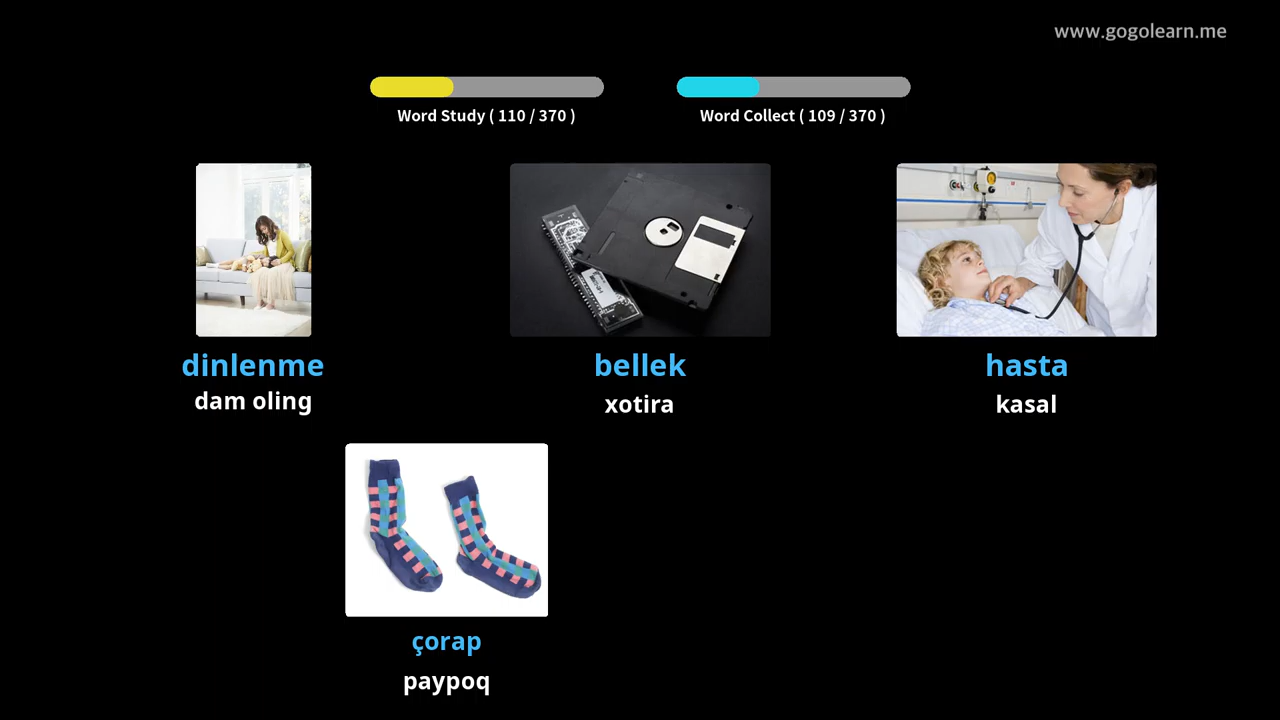 www.gogolearn.me
Word Study ( 110 / 370 )
Word Collect ( 109 / 370 )
dinlenme
dam oling
bellek
xotira
hasta
kasal
çorap
paypoq